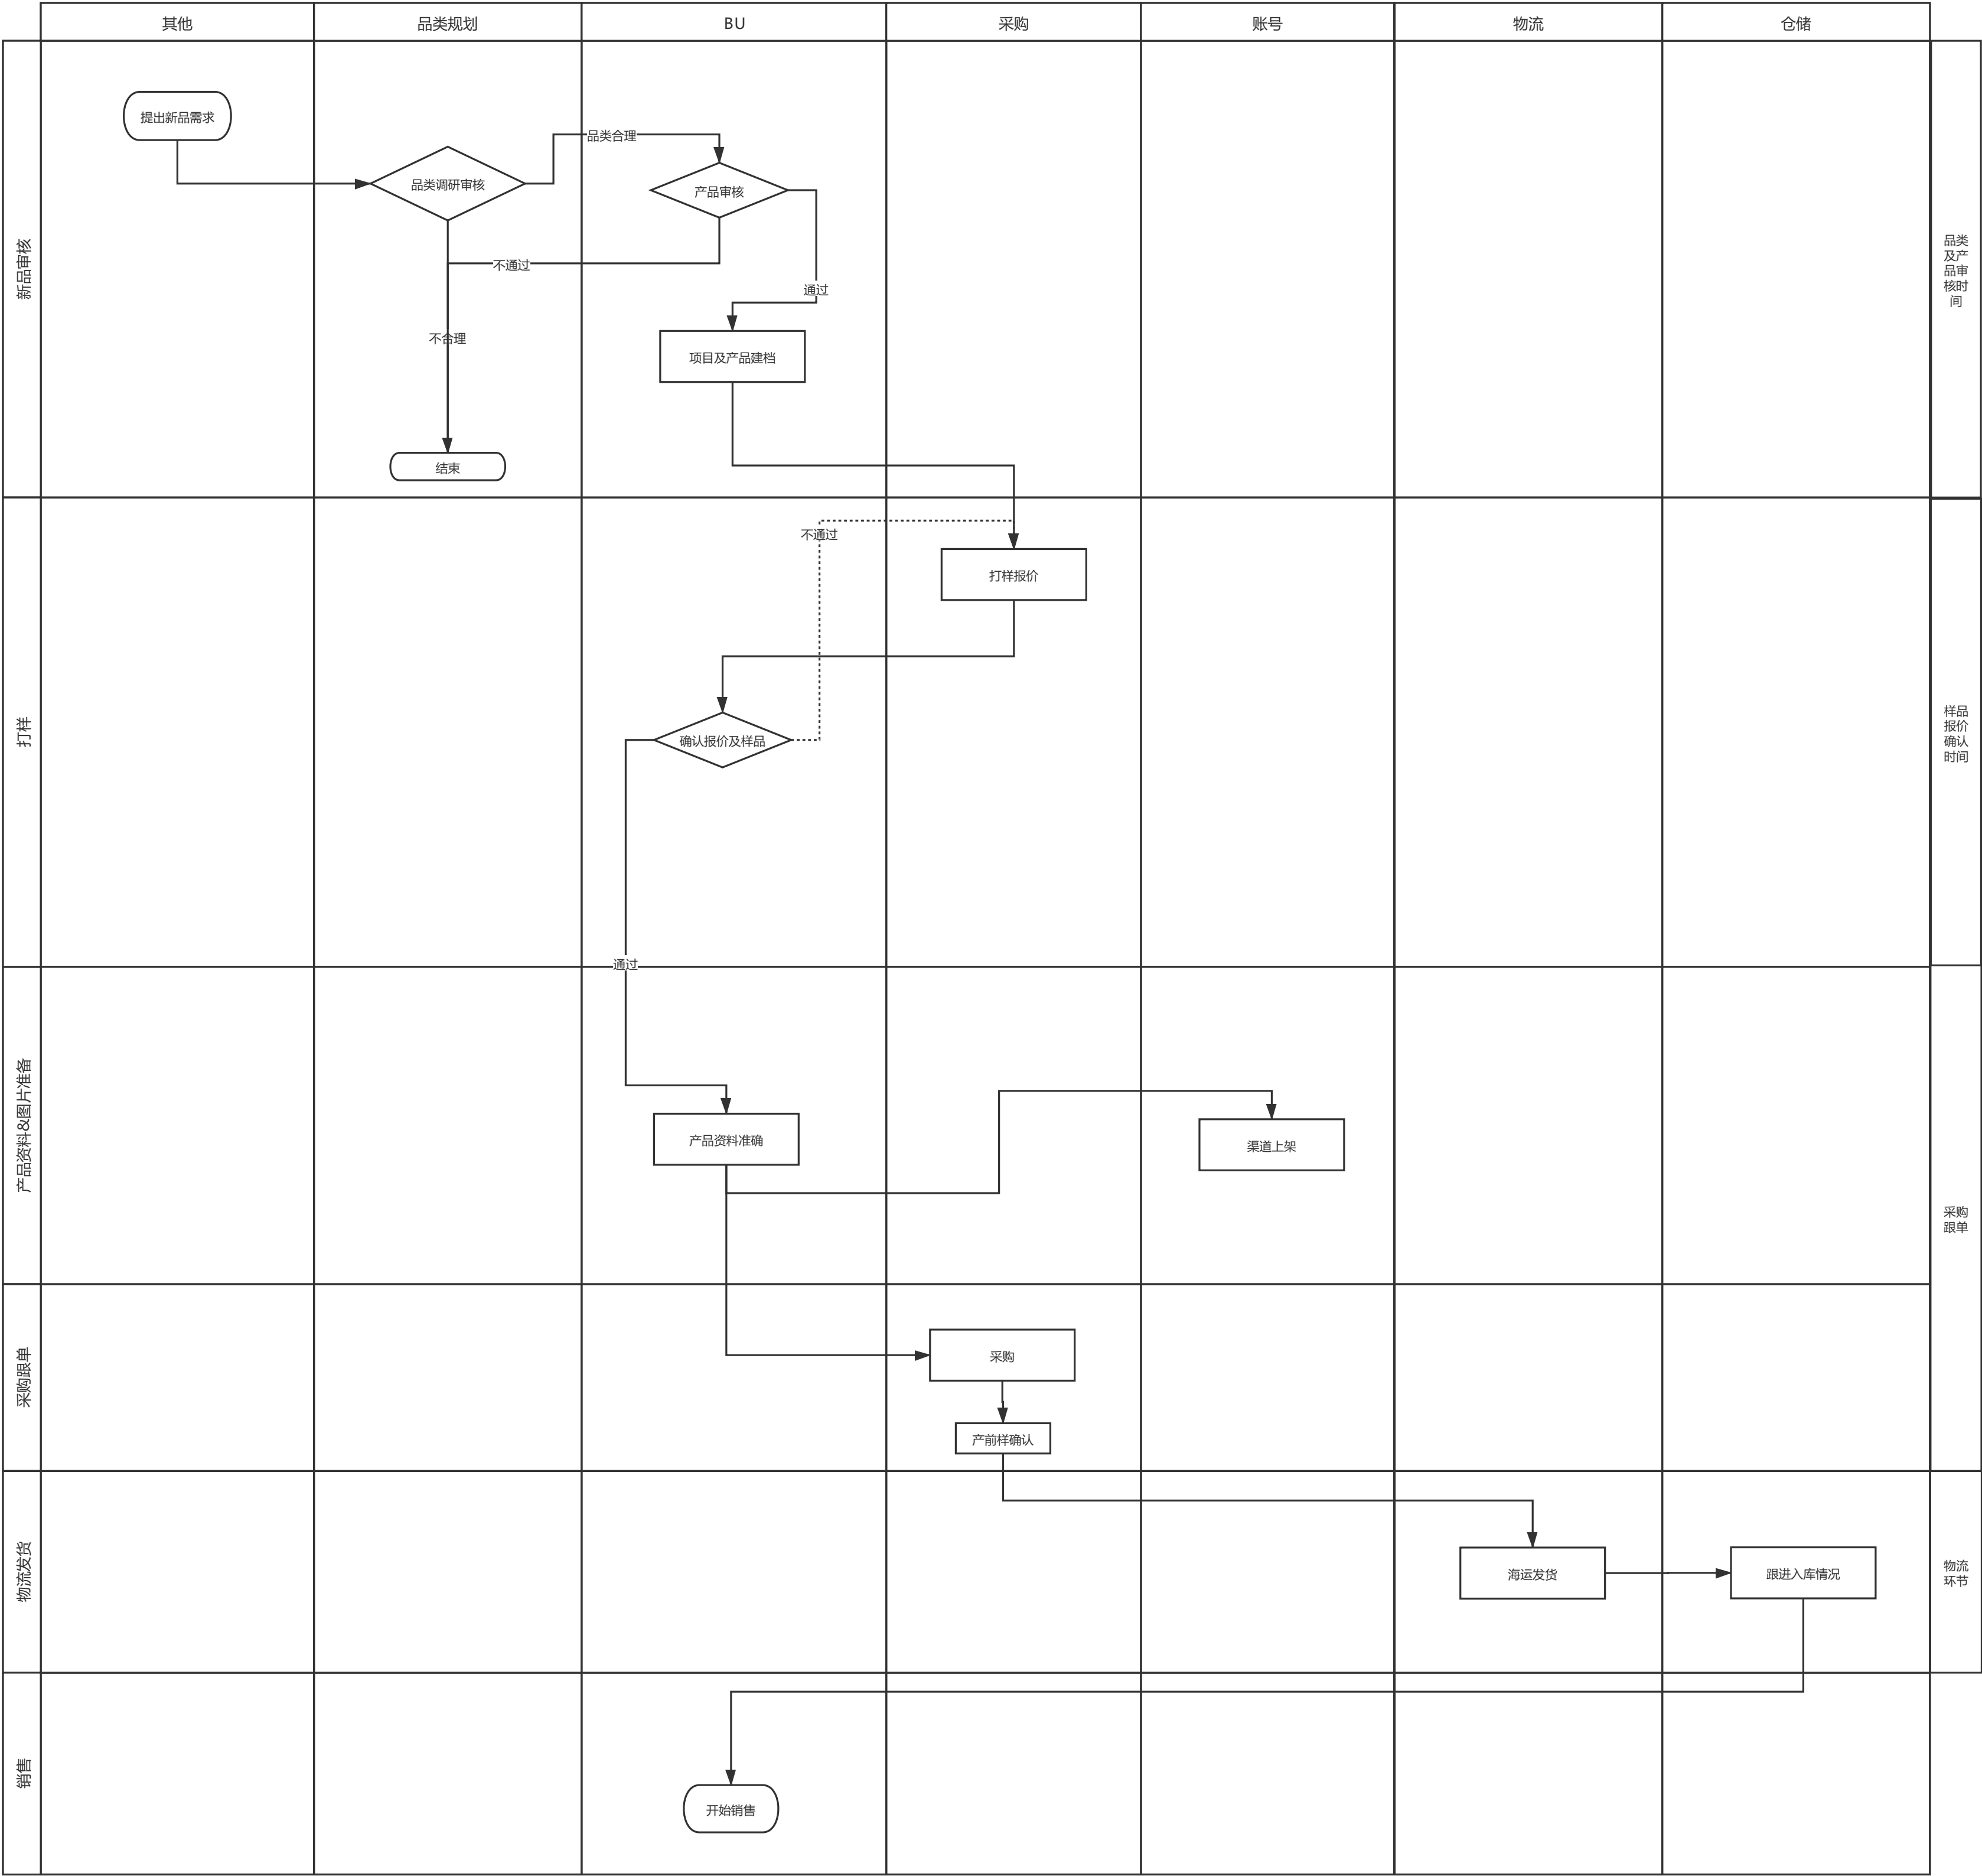 其他
品类规划
BU
采购
账号
物流
仓储
新品审核
提出新品需求
品类合理
品类调研审核
产品审核
不通过
通过
不合理
项目及产品建档
结束
品类
及产
品审
核时
间
打样
不通过
打样报价
确认报价及样品
样品
报价
确认
时间
通过
产品资料&图片准备
产品资料准确
渠道上架
采购
跟单
采购跟单
采购
产前样确认
物流发货
海运发货
跟进入库情况
物流
环节
销售
开始销售